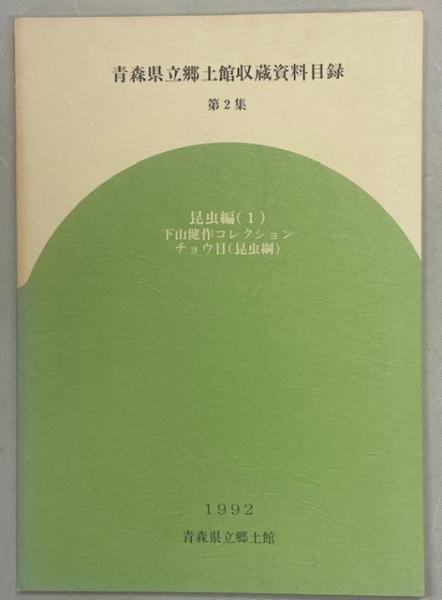 青森県立郷土館収蔵資料目録
第2集
昆虫編(1)
下山健作コレクション
チョウ目(昆虫綱)
1992
青森県立郷土館